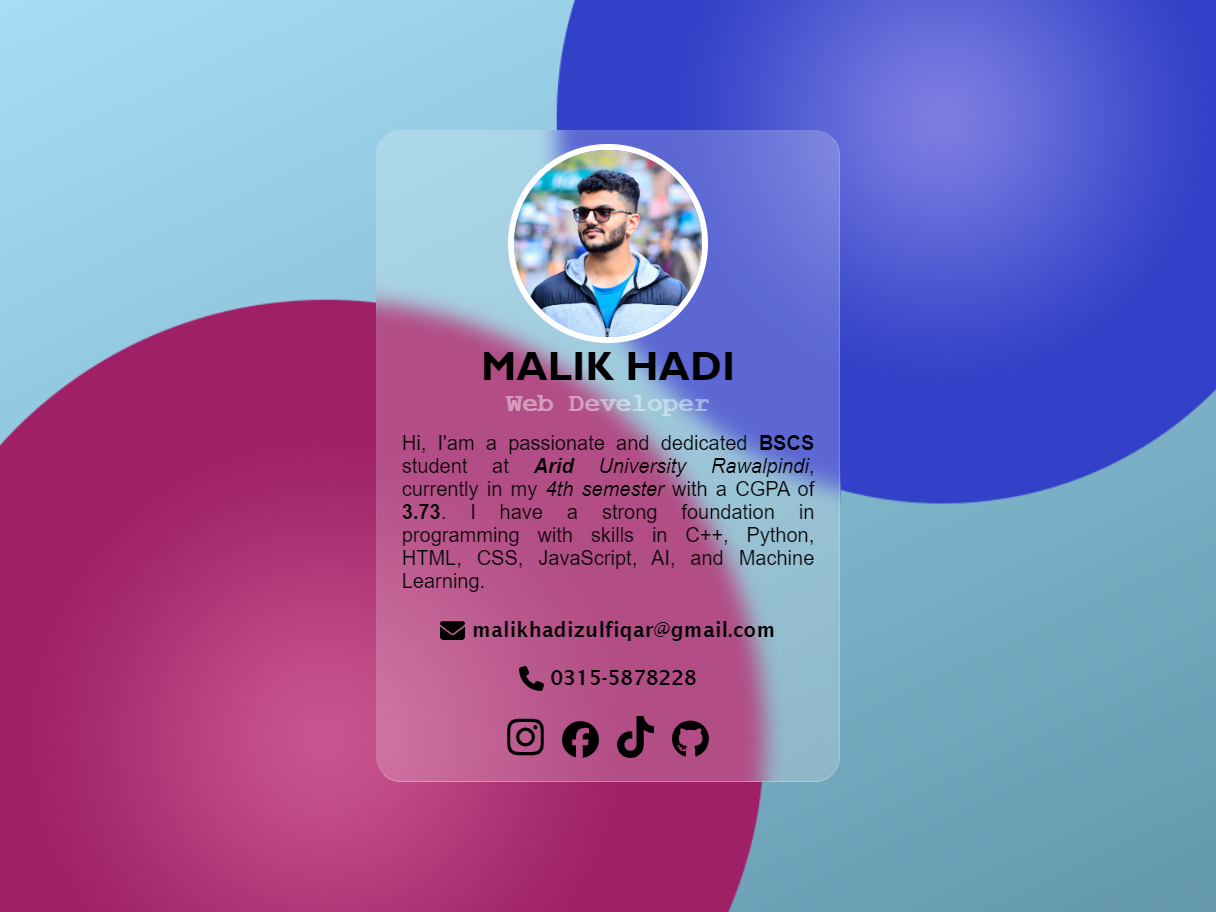 MALIK HADI
Web Developer
Hi, I'am a passionate and dedicated BSCS
student at Arid University Rawalpindi,
currently in my 4th semester with a CGPA of
3.73. I have a strong foundation in
programming with skills in C++, Python,
HTML, CSS, JavaScript, AI, and Machine
Learning.
malikhadizulfiqar@gmail.com
0315-5878228